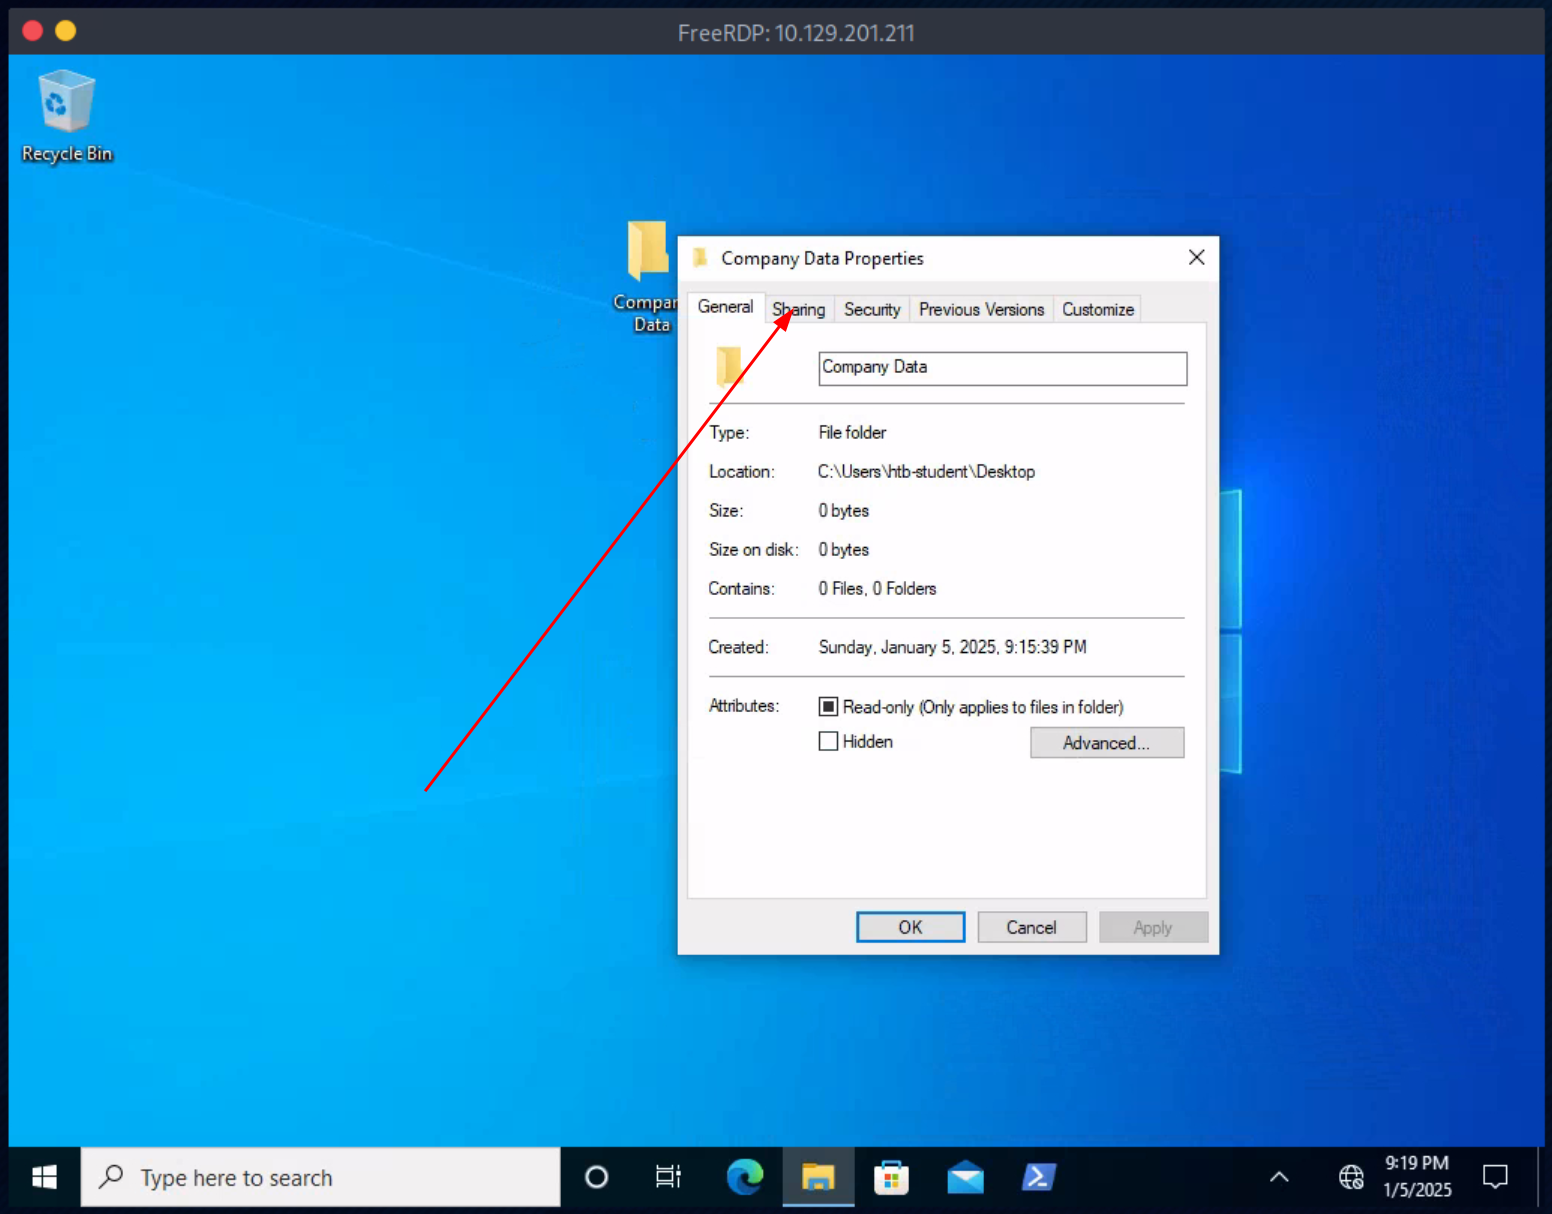 FreeRDP: 10.129.201.211
Recycle Bin
Compan
Data
Company Data Properties
General Sharing Security Previous Versions Customize
Company Data
Type: File folder
Location: C:\Users\htb-student\Desktop
Size: 0 bytes
Size on disk: 0 bytes
Contains: 0 Files, 0 Folders
Created: Sunday, January 5, 2025, 9:15:39 PM
Attributes: Read-only (Only applies to files in folder)
Hidden Advanced...
OK Cancel Apply
Type here to search
9:19 PM
1/5/2025